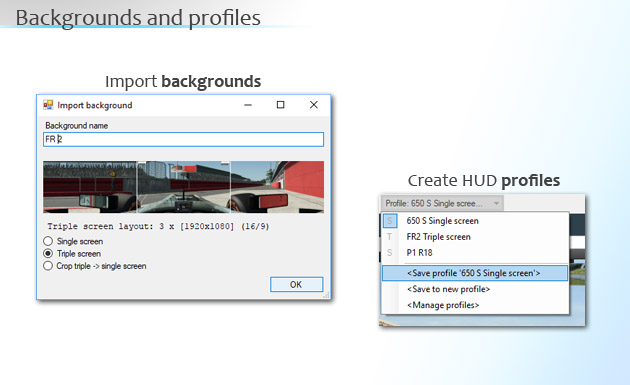 Backgrounds and profiles
Import backgrounds
Import background
Background name
FR 2
Triple screen layout: 3 x [1920x1080] (16/9)
Single screen
Triple screen
Crop triple -> single screen
OK
Create HUD profiles
Profile: 650 S Single scree...
S 650 S Single screen
T FR2 Triple screen
S P1 R18
<Save profile '650 S Single screen'>
<Save to new profile>
<Manage profiles>